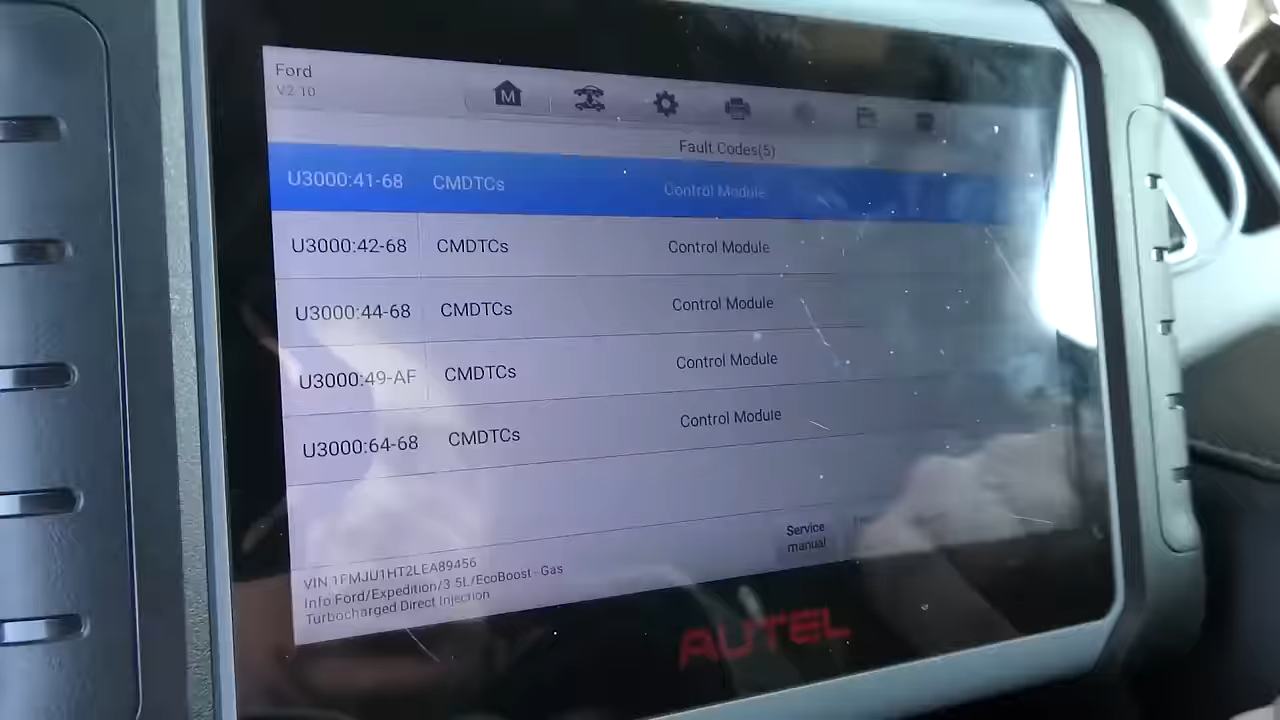 Ford
V2.10
M
Fault Codes(5)
U3000:41-68 CMDTCs Control Module
U3000:42-68 CMDTCs Control Module
U3000:44-68 CMDTCs Control Module
U3000:49-AF CMDTCs Control Module
U3000:64-68 CMDTCs Control Module
Service
manual
VIN 1FMJU1HT2LEA89456
Info Ford/Expedition/3.5L/EcoBoost - Gas
Turbocharged Direct Injection
AUTEL